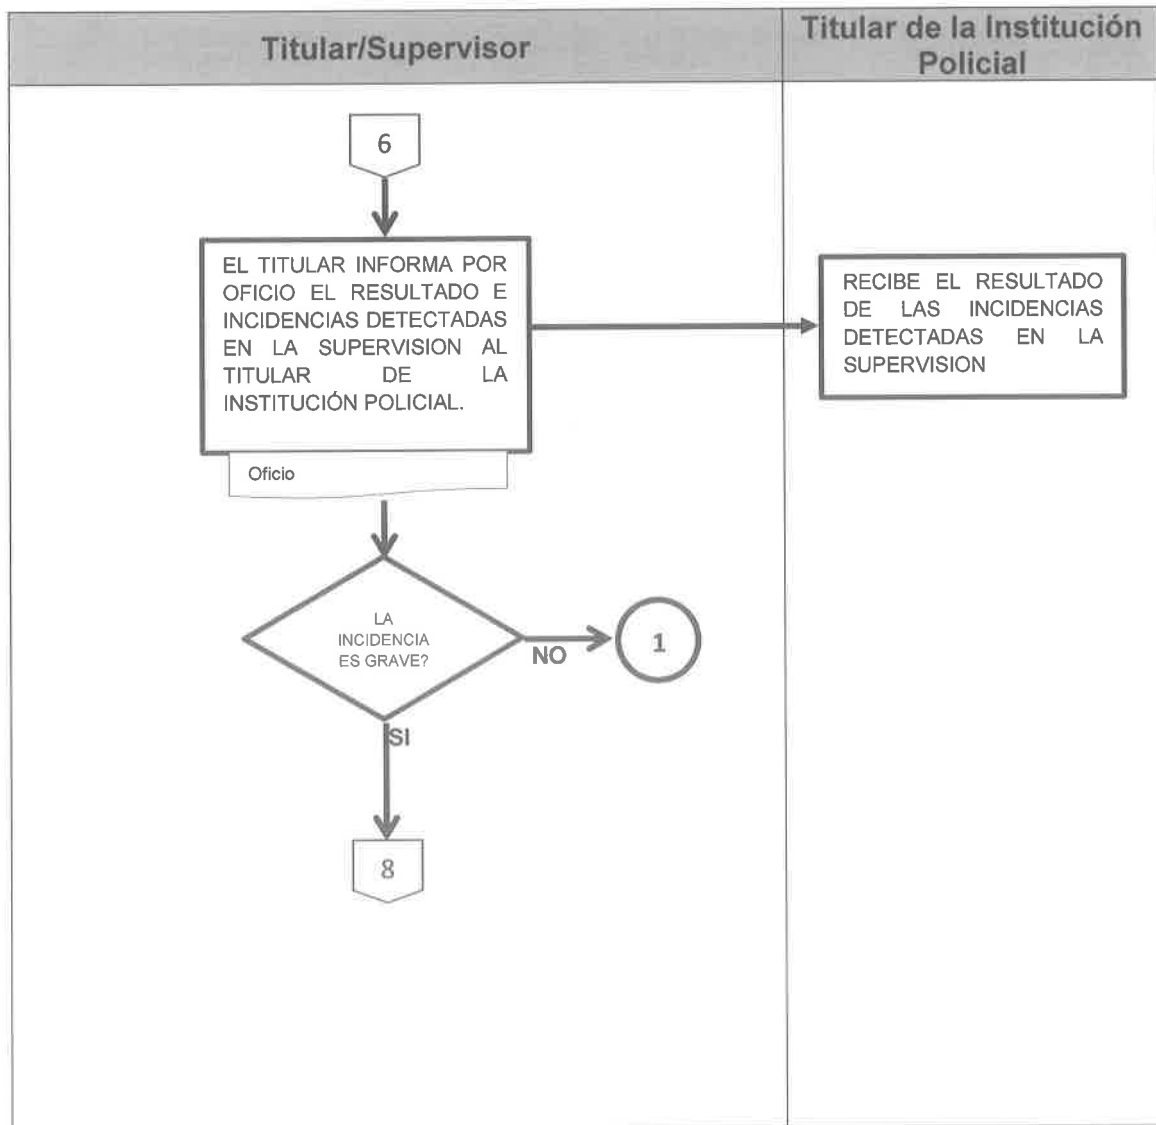 Titular/Supervisor
Titular de la Institución
Policial
6
EL TITULAR INFORMA POR
OFICIO EL RESULTADO E
INCIDENCIAS DETECTADAS
EN LA SUPERVISION AL
TITULAR DE LA
INSTITUCIÓN POLICIAL.
Oficio
RECIBE EL RESULTADO
DE LAS INCIDENCIAS
DETECTADAS EN LA
SUPERVISION
LA
INCIDENCIA
ES GRAVE?
NO
1
SI
8